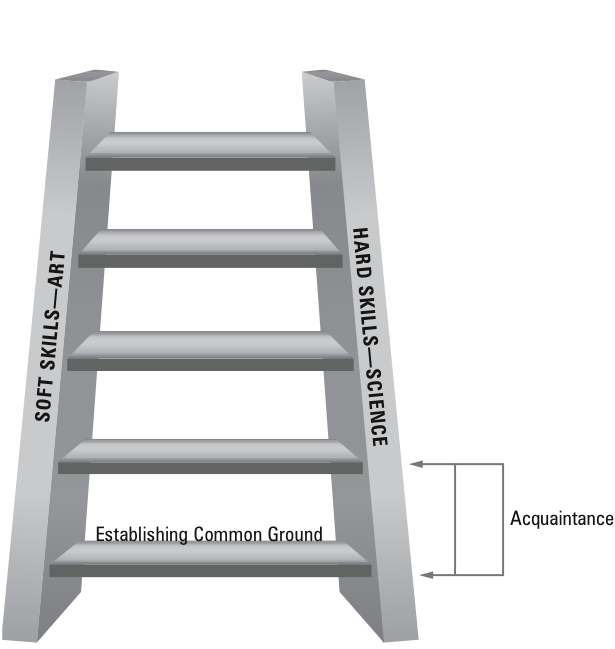 SOFT SKILLS—ART
HARD SKILLS—SCIENCE
Establishing Common Ground
Acquaintance